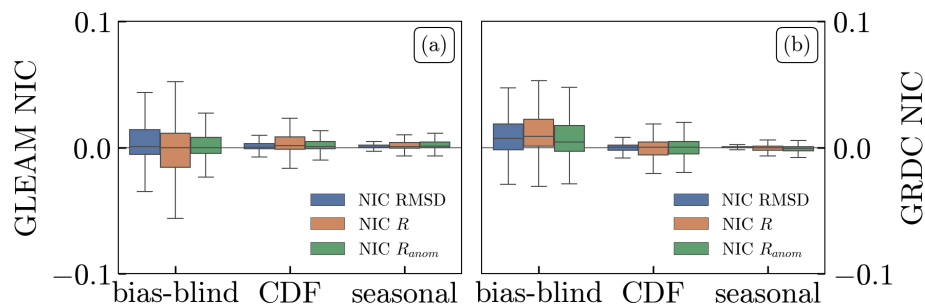 0.1
0.0
−0.1
GLEAM NIC
(a)
NIC RMSD
NIC R
NIC R_anom
bias-blind CDF seasonal
(b)
NIC RMSD
NIC R
NIC R_anom
bias-blind CDF seasonal
0.1
0.0
−0.1
GRDC NIC